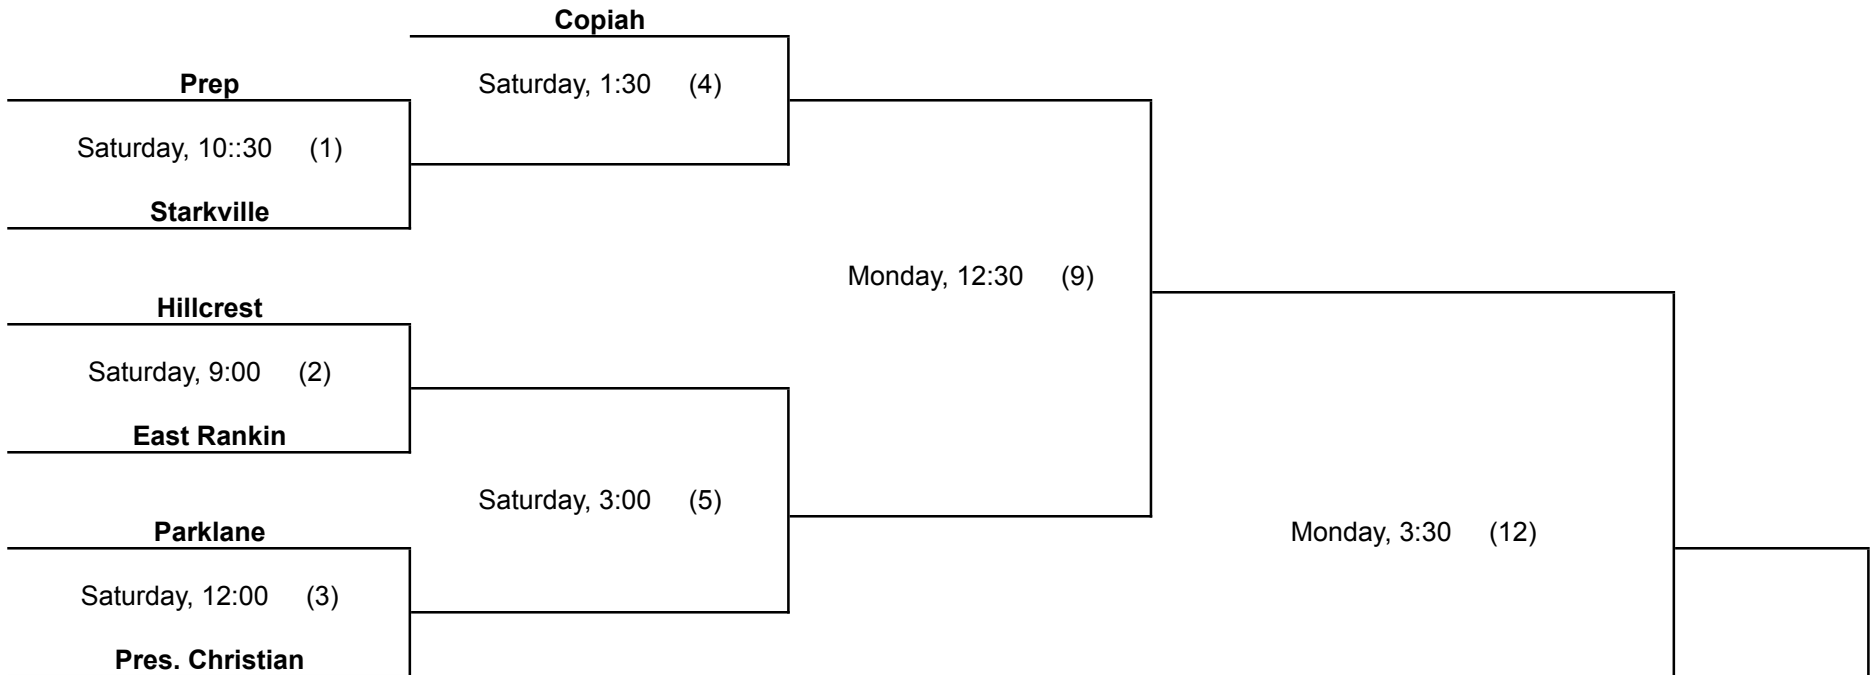 Copiah
Prep
Saturday, 1:30 (4)
Saturday, 10::30 (1)
Starkville
Monday, 12:30 (9)
Hillcrest
Saturday, 9:00 (2)
East Rankin
Saturday, 3:00 (5)
Parklane
Monday, 3:30 (12)
Saturday, 12:00 (3)
Pres. Christian